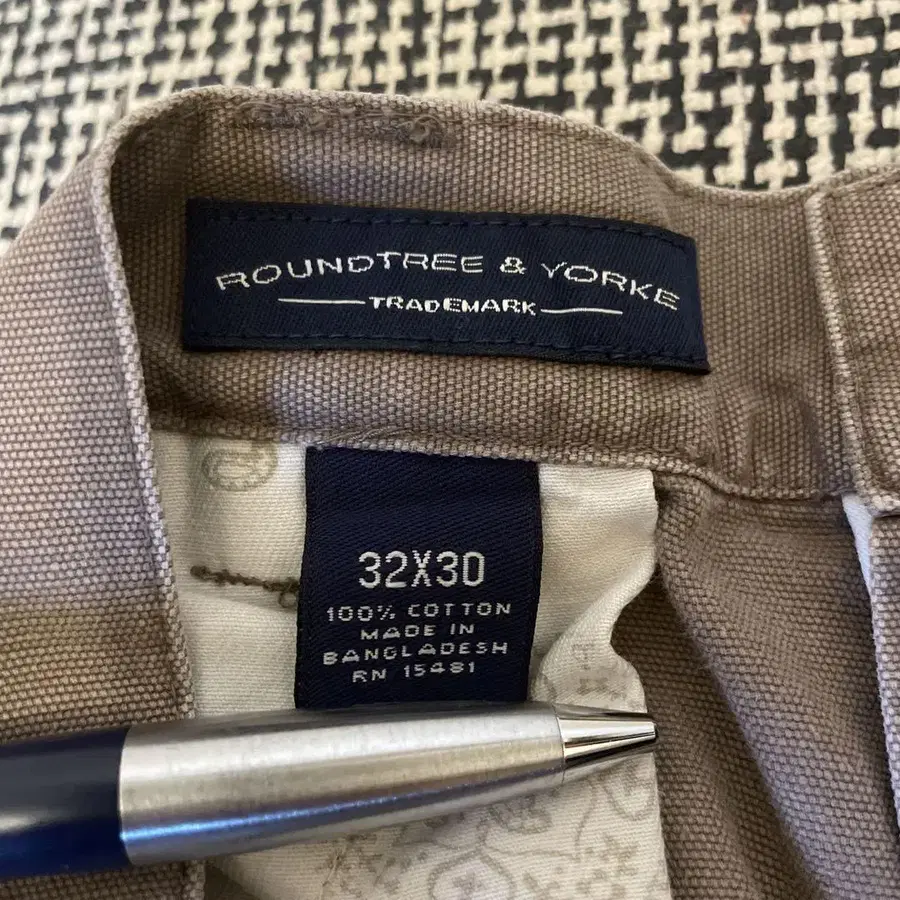 ROUNDTREE & YORKE
TRADEMARK
32X30
100% COTTON
MADE IN
BANGLADESH
RN 15481